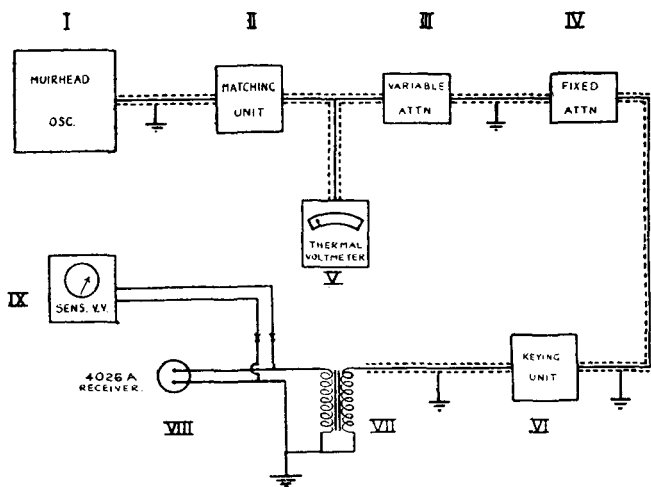 I
II
III
IV
MUIRHEAD
OSC.
MATCHING
UNIT
VARIABLE
ATTN
FIXED
ATTN
THERMAL
VOLTMETER
V
IX
SENS. V.V.
4026 A
RECEIVER.
VIII
VII
KEYING
UNIT
VI